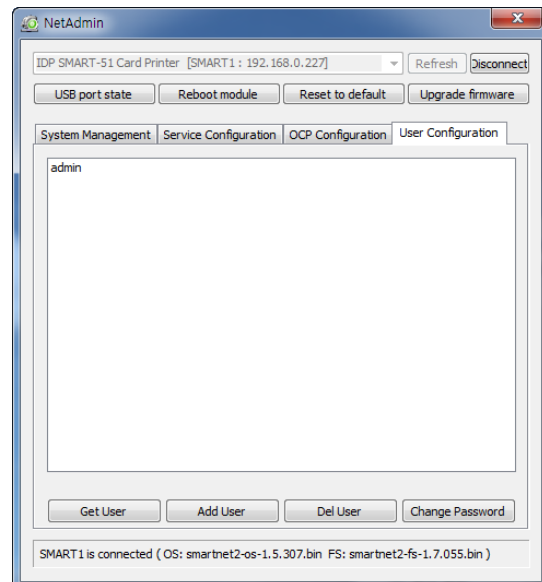 NetAdmin
IDP SMART-51 Card Printer [SMART1 : 192.168.0.227] Refresh Disconnect
USB port state Reboot module Reset to default Upgrade firmware
System Management Service Configuration OCP Configuration User Configuration
admin
Get User Add User Del User Change Password
SMART1 is connected ( OS: smartnet2-os-1.5.307.bin FS: smartnet2-fs-1.7.055.bin )